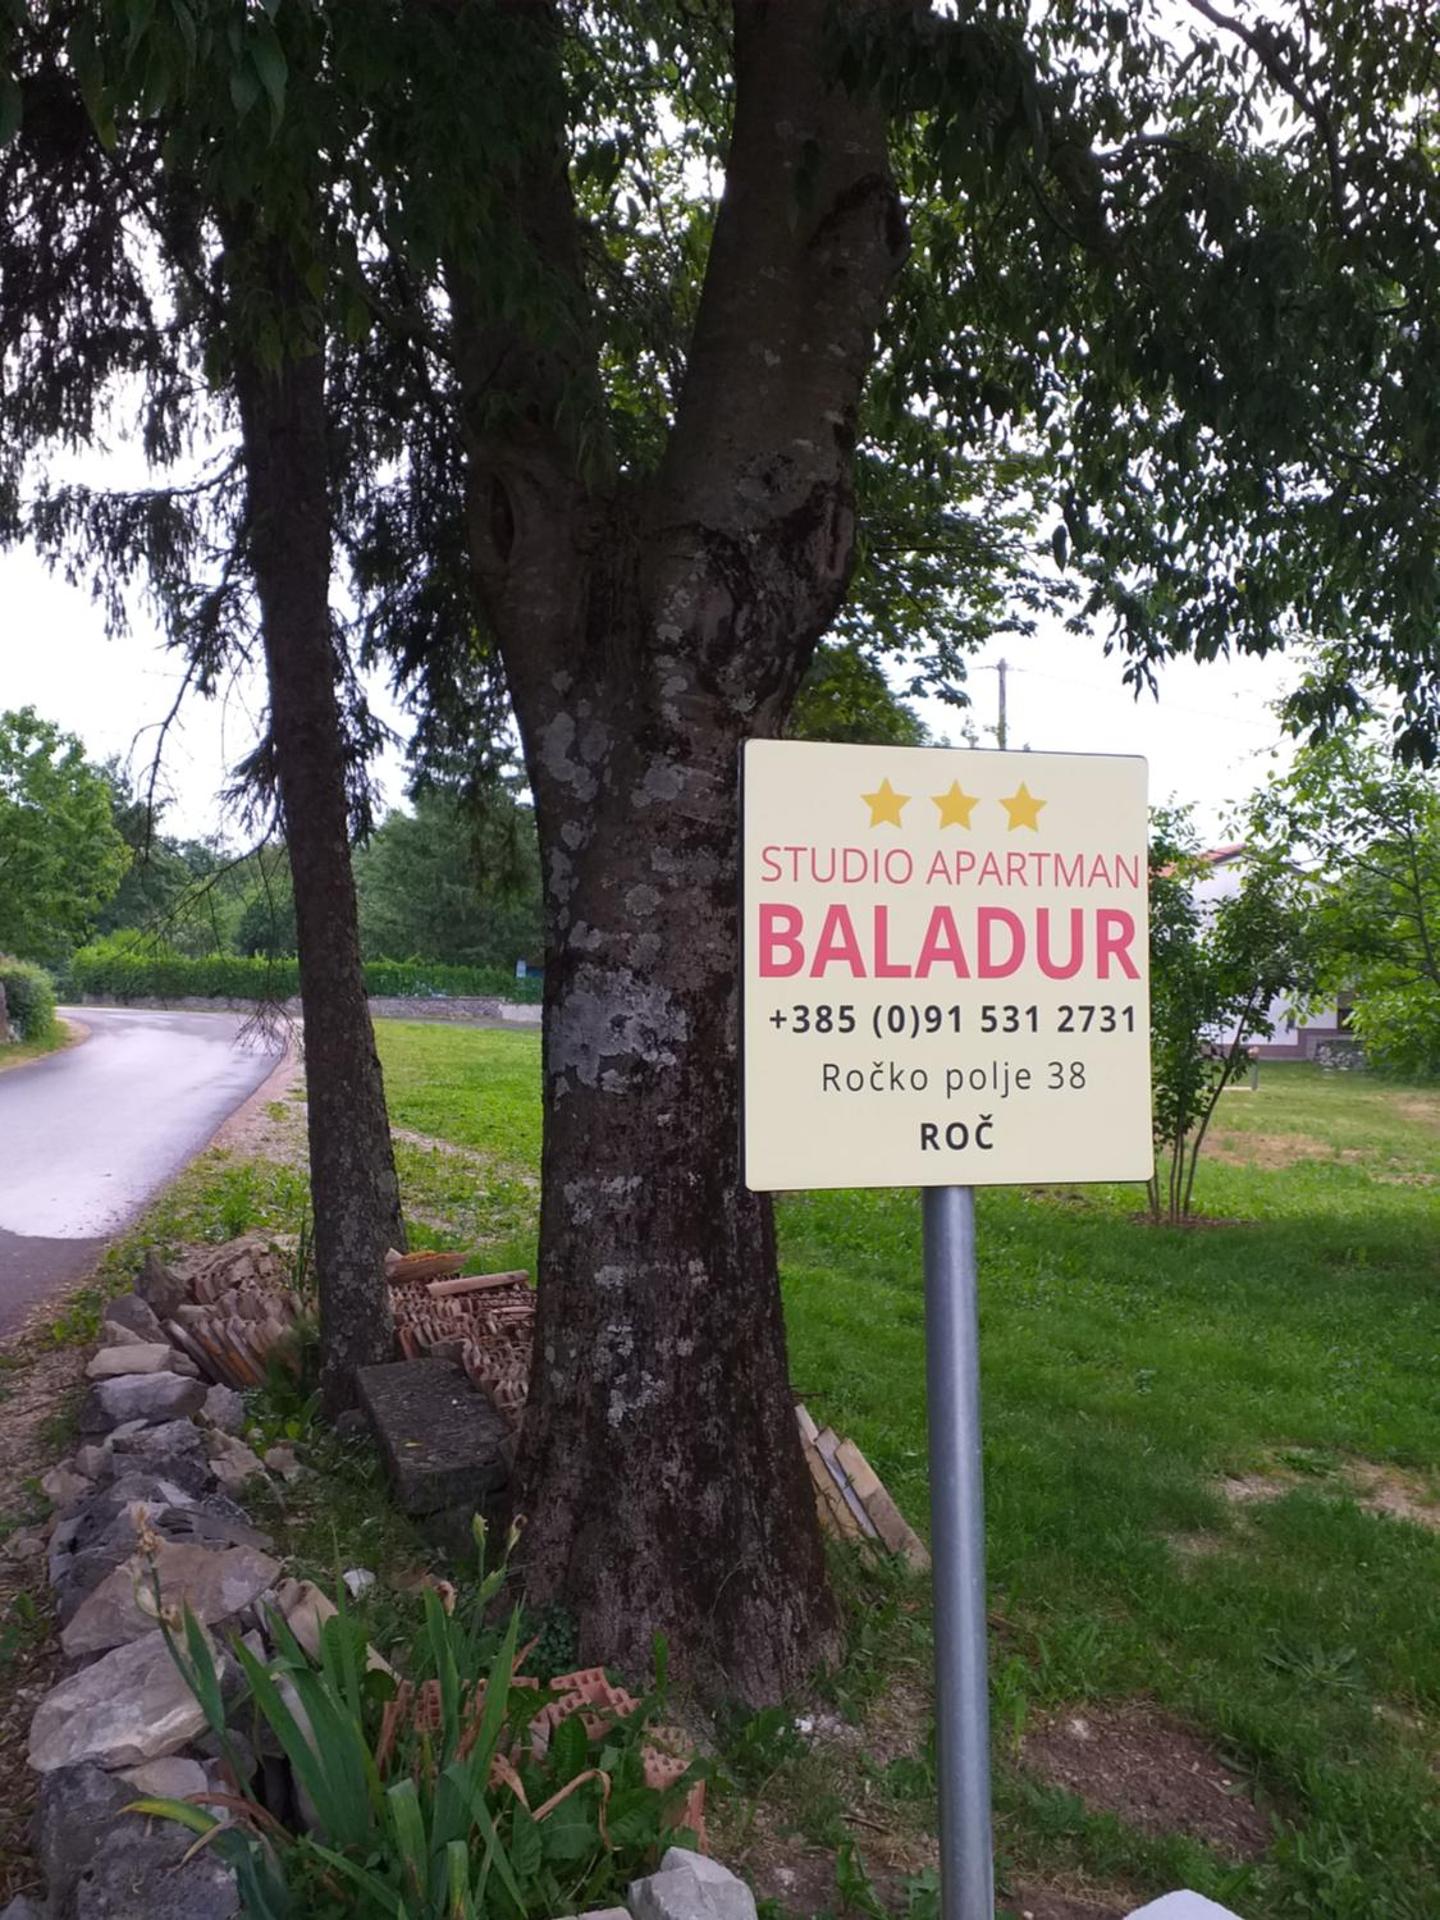 STUDIO APARTMAN
BALADUR
+385 (0)91 531 2731
Ročko polje 38
ROČ